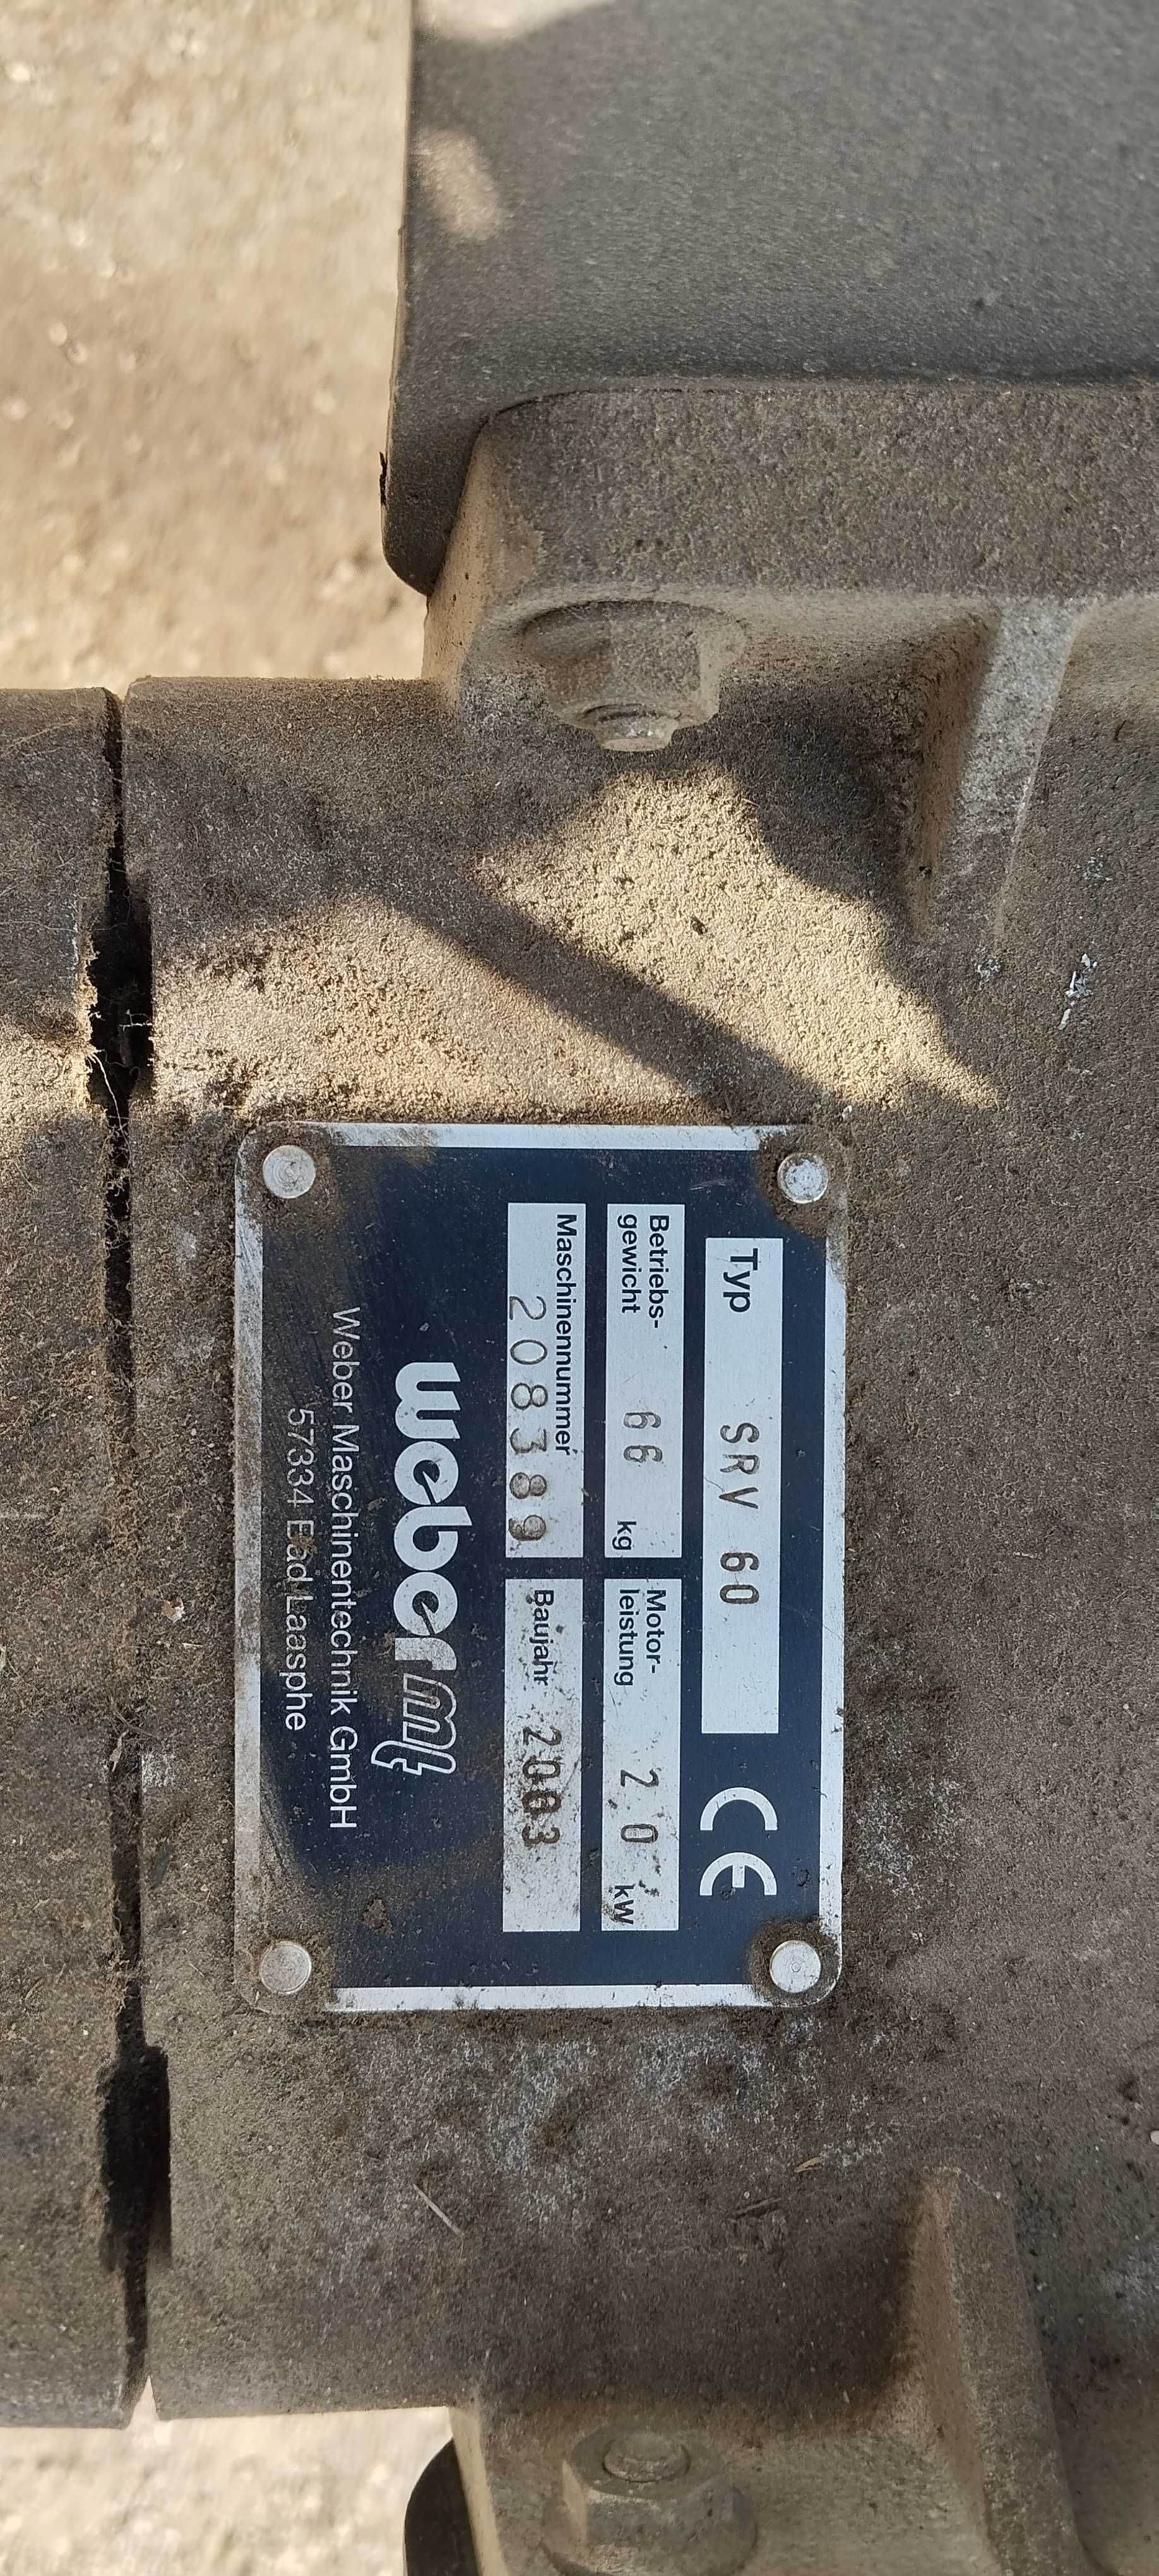 Typ SRV 60 CE
Betriebs-
gewicht 66 kg
Motor-
leistung 2,0 kW
Maschinennummer
208389
Baujahr 2003
weber mt
Weber Maschinentechnik GmbH
57334 Bad Laasphe